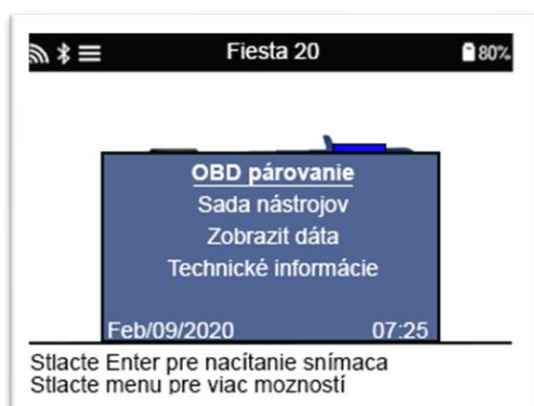 Fiesta 20 80%
OBD párovanie
Sada nástrojov
Zobrazit dáta
Technické informácie
Feb/09/2020 07:25
Stlacte Enter pre nacítanie snímaca
Stlacte menu pre viac mozností